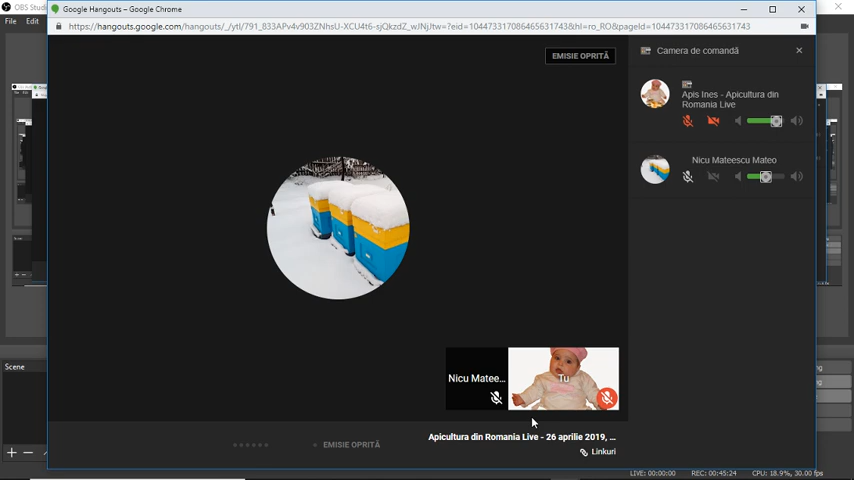 OBS Studio
Google Hangouts – Google Chrome
File Edit
https://hangouts.google.com/hangouts/_/ytl/791_833APv4v903ZNhsU-XCU4t6-sjQkzdZ_wJNjJtw=?eid=104473317086465631743&hl=ro_RO&pageId=104473317086465631743
EMISIE OPRITĂ
Camera de comandă
Apis Ines - Apicultura din
Romania Live
Nicu Mateescu Mateo
Scene
Nicu Matee...
Tu
EMISIE OPRITĂ
Apicultura din Romania Live - 26 aprilie 2019, ...
Linkuri
LIVE: 00:00:00 REC: 00:45:24 CPU: 18.9%, 30.00 fps